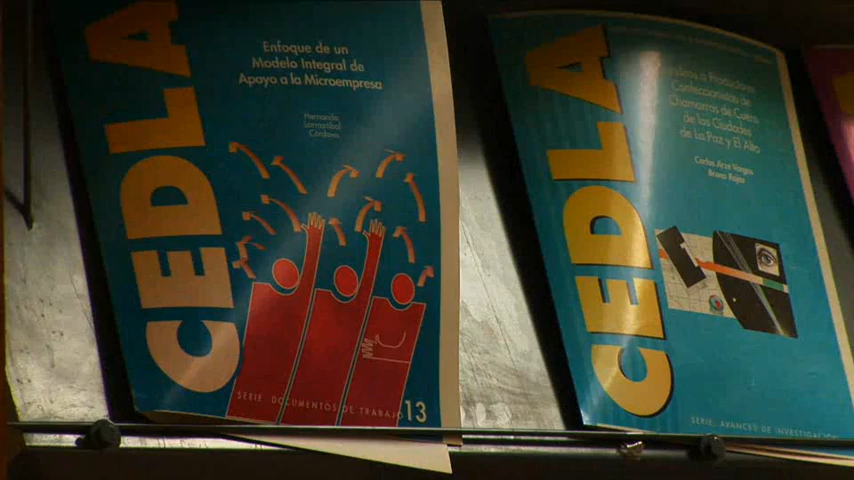 CEDLA
Enfoque de un
Modelo Integral de
Apoyo a la Microempresa
Hernando
Larrazábal
Córdova
SERIE: DOCUMENTOS DE TRABAJO 13
CEDLA
a Productores
Confeccionistas de
Chamarras de Cuero
de las Ciudades
de La Paz y El Alto
Carlos Arze Vargas
Bruno Rojas
SERIE: AVANCES DE INVESTIGACION